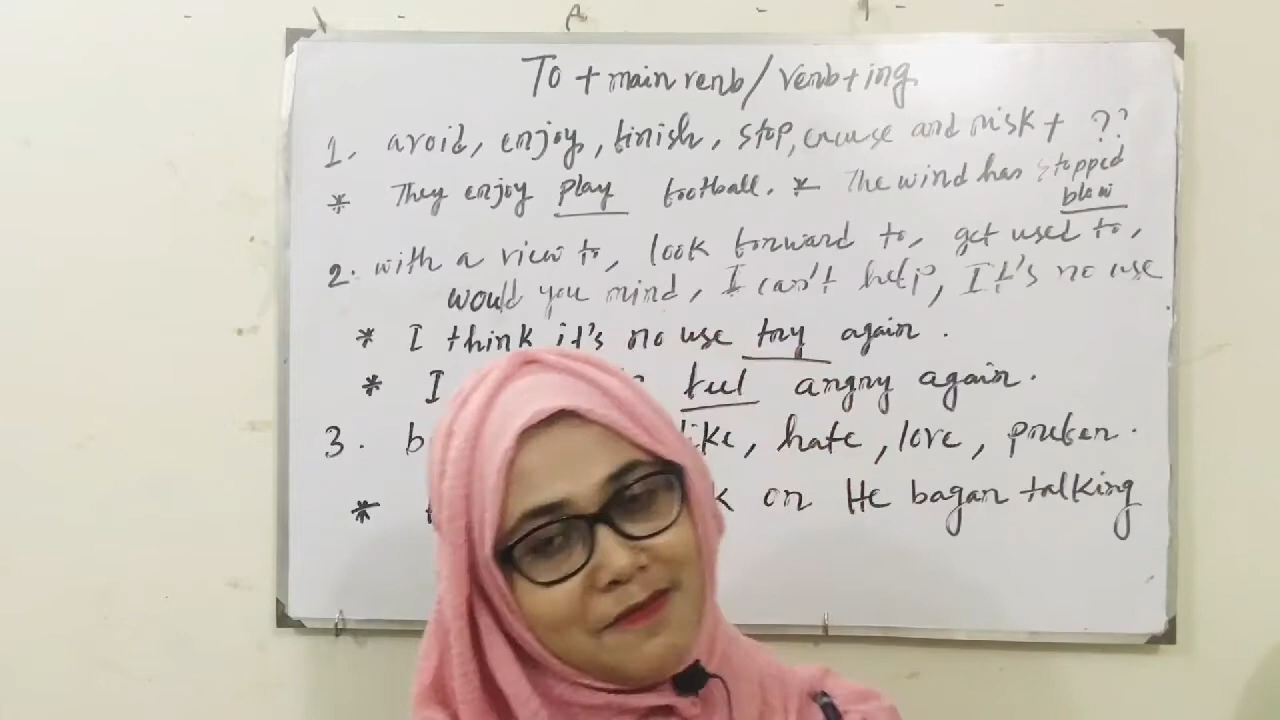 To + main verb/ verb+ing
1. avoid, enjoy, finish, stop, excuse and risk + ??
* They enjoy play football. * The wind has stopped
blow
2. with a view to, look forward to, get used to,
would you mind, I can't help, It's no use
* I think it's no use try again.
* I feel angry again.
3. b like, hate, love, prefer.
* on He bagan talking